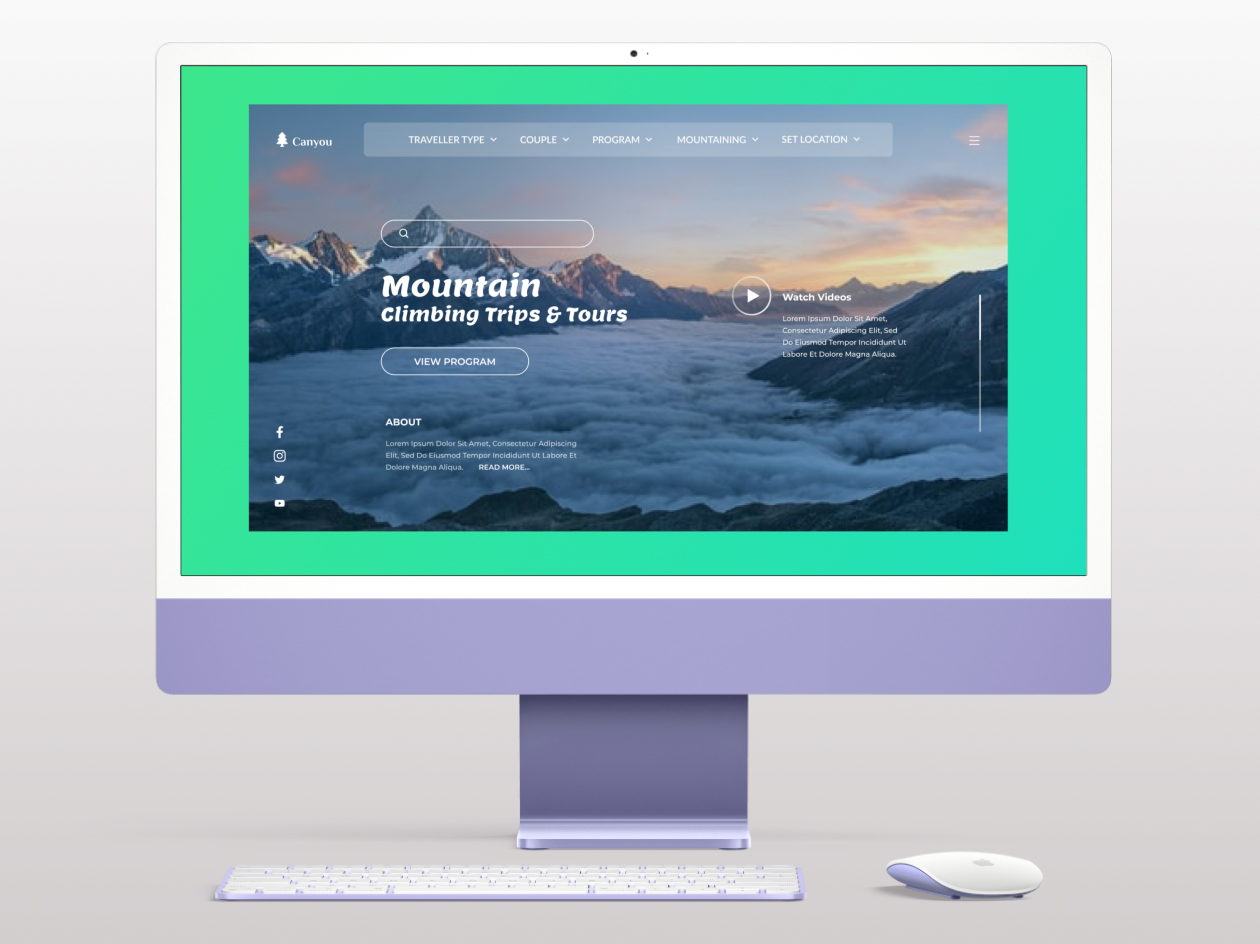 Canyou
TRAVELLER TYPE
COUPLE
PROGRAM
MOUNTAINING
SET LOCATION
Mountain
Climbing Trips & Tours
VIEW PROGRAM
Watch Videos
Lorem Ipsum Dolor Sit Amet,
Consectetur Adipiscing Elit, Sed
Do Eiusmod Tempor Incididunt Ut
Labore Et Dolore Magna Aliqua.
ABOUT
Lorem Ipsum Dolor Sit Amet, Consectetur Adipiscing
Elit, Sed Do Eiusmod Tempor Incididunt Ut Labore Et
Dolore Magna Aliqua. READ MORE...